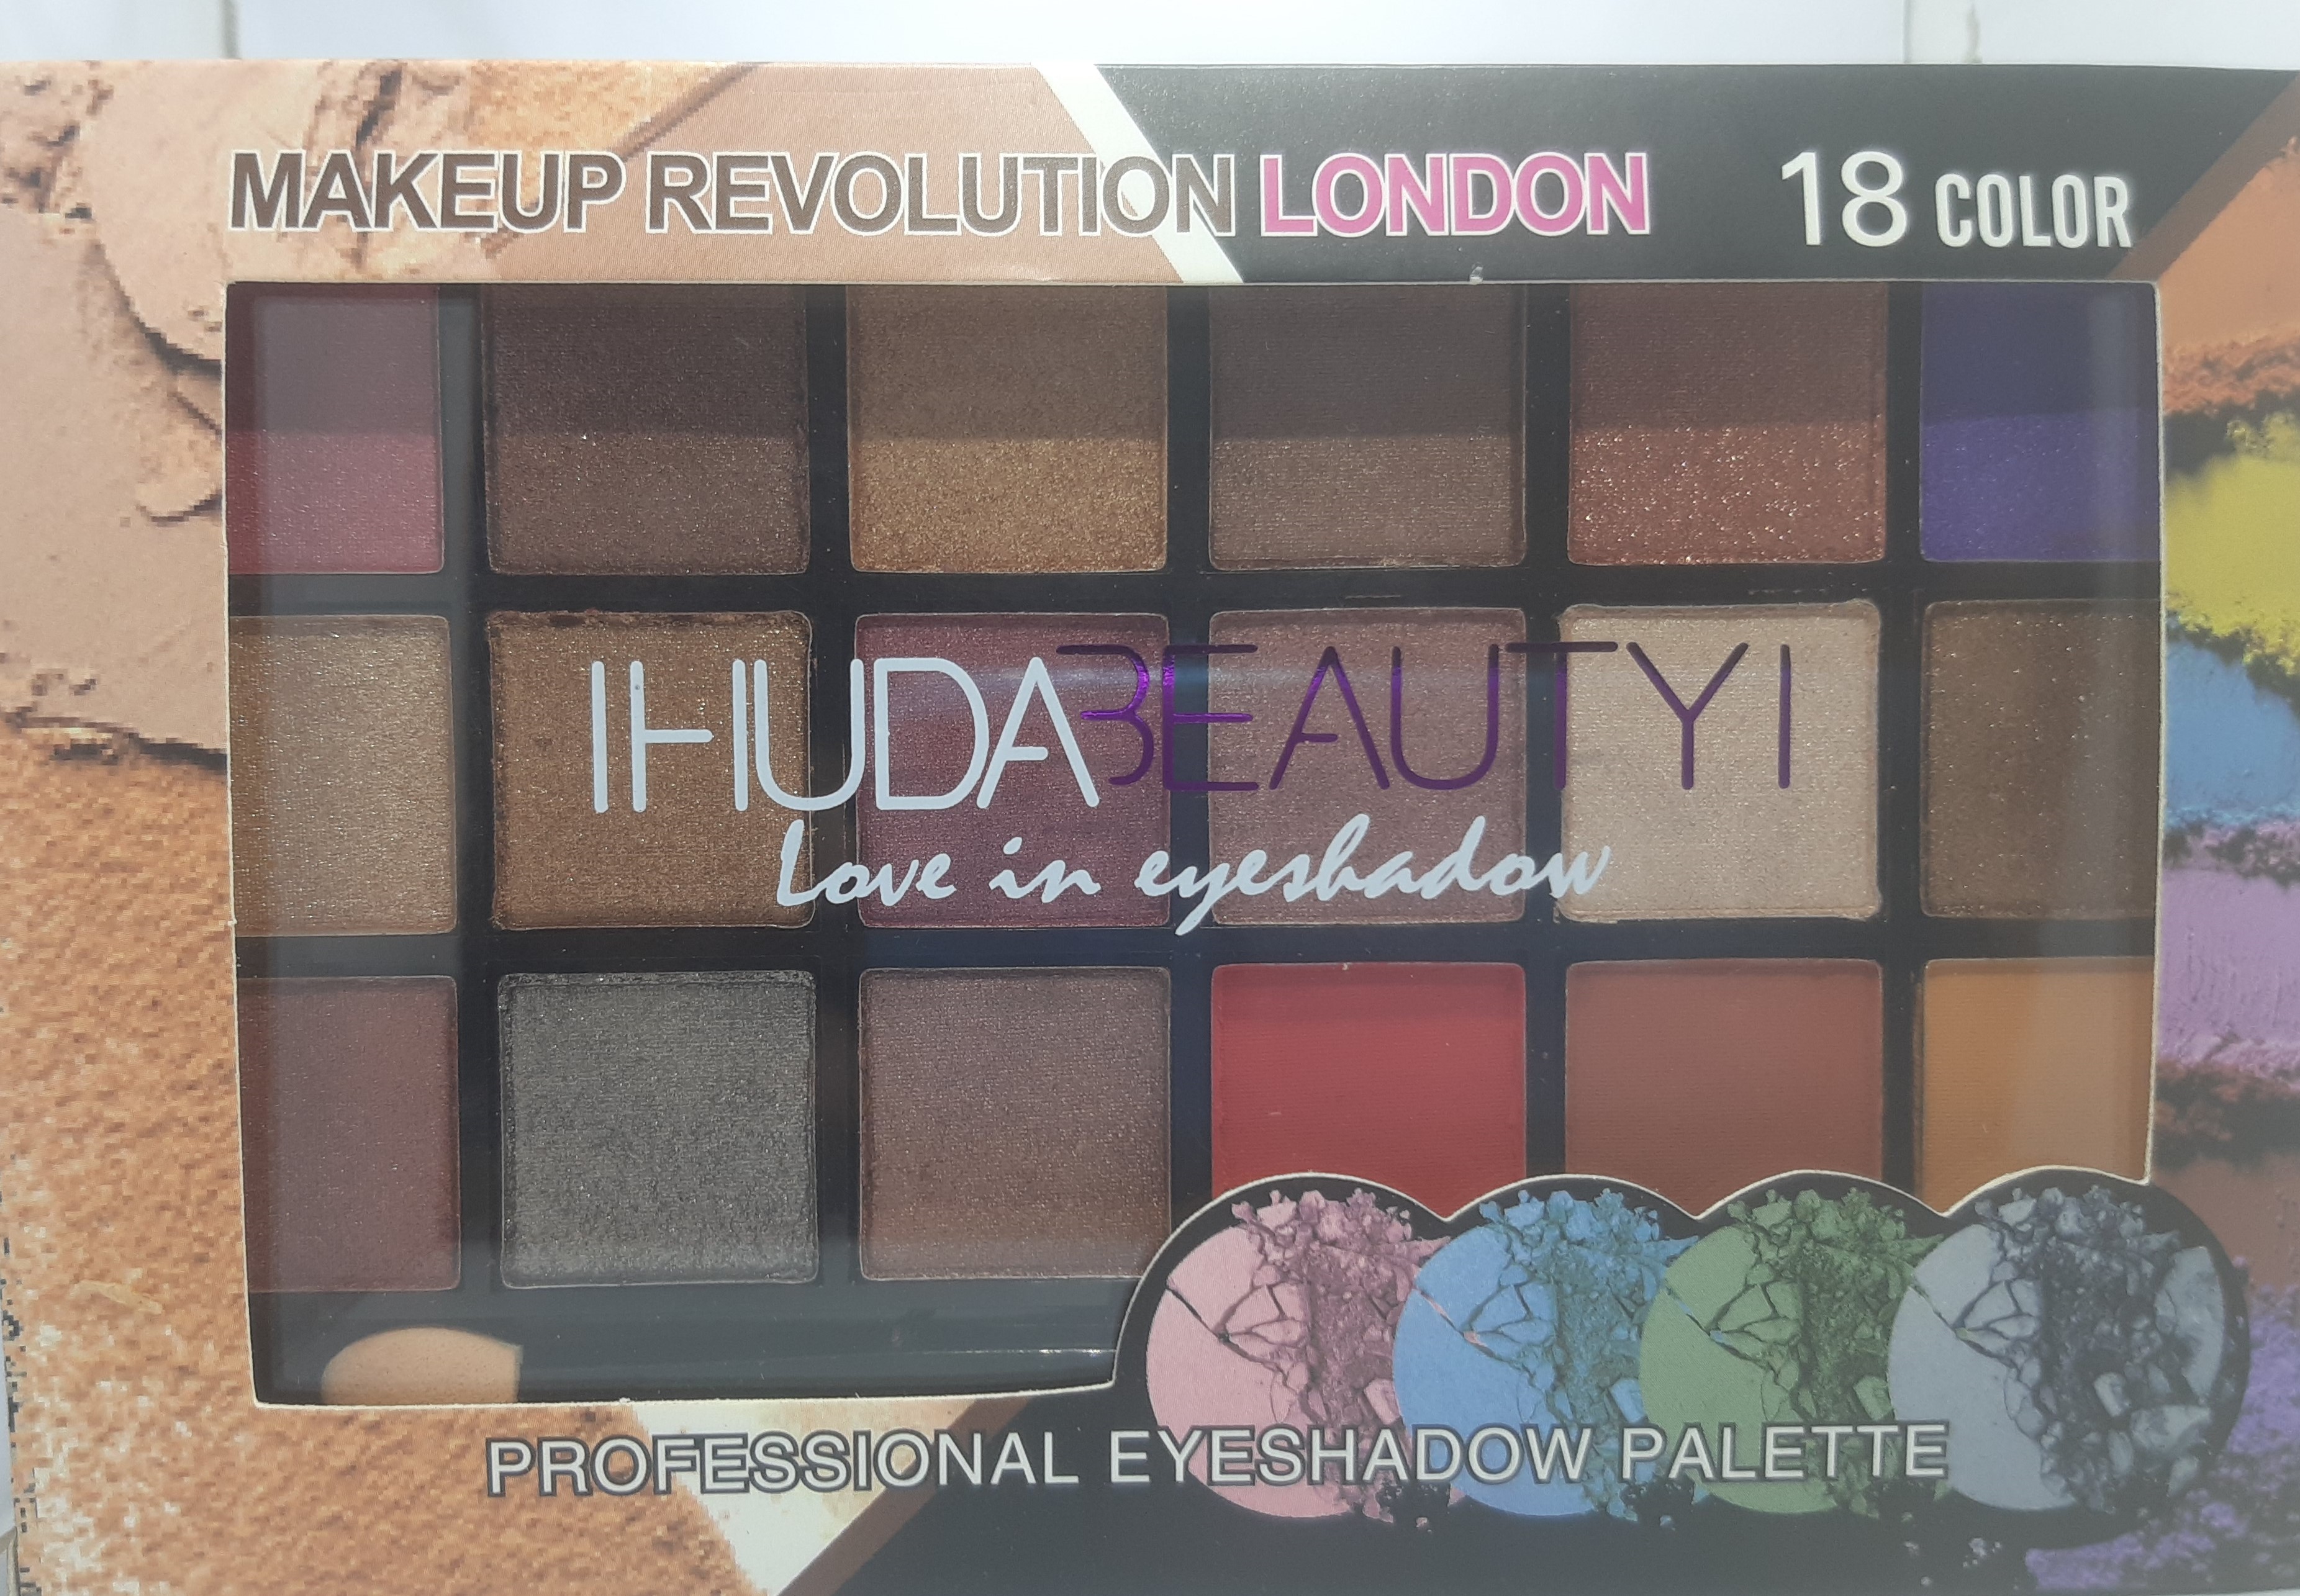 MAKEUP REVOLUTION LONDON 18 COLOR
IHUDABEAUTYI
Love in eyeshadow
PROFESSIONAL EYESHADOW PALETTE